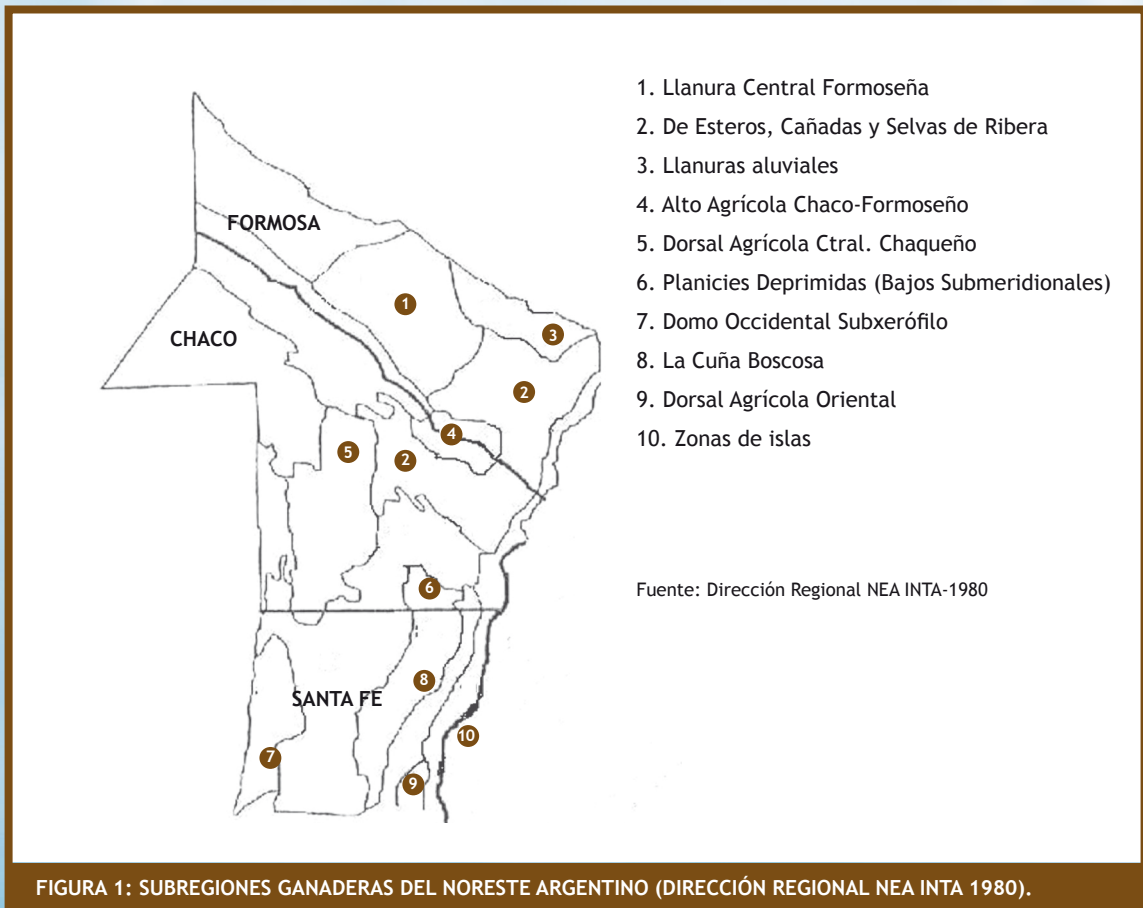 FORMOSA
CHACO
SANTA FE
1
3
2
4
5
2
6
8
7
10
9
1. Llanura Central Formoseña
2. De Esteros, Cañadas y Selvas de Ribera
3. Llanuras aluviales
4. Alto Agrícola Chaco-Formoseño
5. Dorsal Agrícola Ctral. Chaqueño
6. Planicies Deprimidas (Bajos Submeridionales)
7. Domo Occidental Subxerófilo
8. La Cuña Boscosa
9. Dorsal Agrícola Oriental
10. Zonas de islas
Fuente: Dirección Regional NEA INTA-1980
FIGURA 1: SUBREGIONES GANADERAS DEL NORESTE ARGENTINO (DIRECCIÓN REGIONAL NEA INTA 1980).